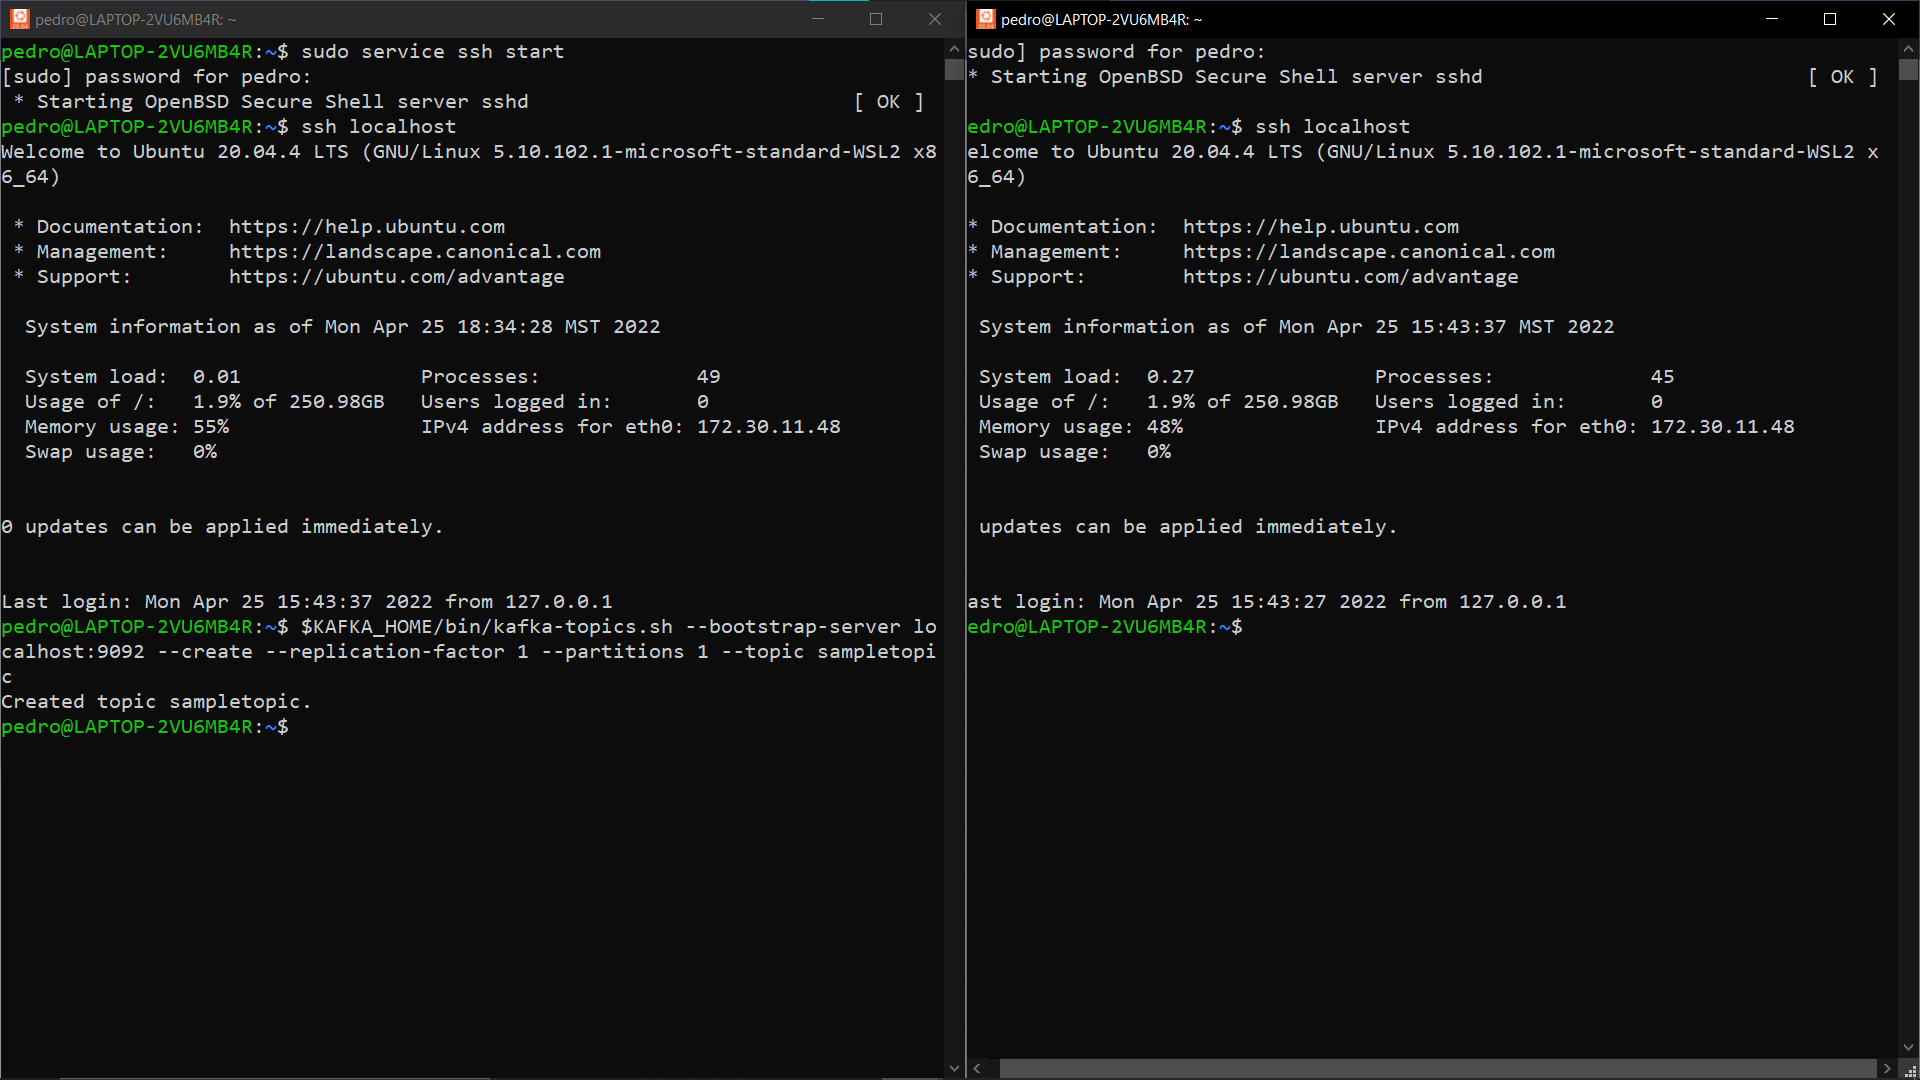 pedro@LAPTOP-2VU6MB4R: ~
pedro@LAPTOP-2VU6MB4R:~$ sudo service ssh start
[sudo] password for pedro:
 * Starting OpenBSD Secure Shell server sshd [ OK ]
pedro@LAPTOP-2VU6MB4R:~$ ssh localhost
Welcome to Ubuntu 20.04.4 LTS (GNU/Linux 5.10.102.1-microsoft-standard-WSL2 x8
6_64)
 * Documentation:  https://help.ubuntu.com
 * Management:     https://landscape.canonical.com
 * Support:        https://ubuntu.com/advantage
System information as of Mon Apr 25 18:34:28 MST 2022
System load:  0.01 Processes: 49
Usage of /:   1.9% of 250.98GB Users logged in: 0
Memory usage: 55% IPv4 address for eth0: 172.30.11.48
Swap usage:   0%
0 updates can be applied immediately.
Last login: Mon Apr 25 15:43:37 2022 from 127.0.0.1
pedro@LAPTOP-2VU6MB4R:~$ $KAFKA_HOME/bin/kafka-topics.sh --bootstrap-server lo
calhost:9092 --create --replication-factor 1 --partitions 1 --topic sampletopi
c
Created topic sampletopic.
pedro@LAPTOP-2VU6MB4R:~$
pedro@LAPTOP-2VU6MB4R: ~
sudo] password for pedro:
* Starting OpenBSD Secure Shell server sshd [ OK ]
edro@LAPTOP-2VU6MB4R:~$ ssh localhost
elcome to Ubuntu 20.04.4 LTS (GNU/Linux 5.10.102.1-microsoft-standard-WSL2 x
6_64)
* Documentation:  https://help.ubuntu.com
* Management:     https://landscape.canonical.com
* Support:        https://ubuntu.com/advantage
System information as of Mon Apr 25 15:43:37 MST 2022
System load:  0.27 Processes: 45
Usage of /:   1.9% of 250.98GB Users logged in: 0
Memory usage: 48% IPv4 address for eth0: 172.30.11.48
Swap usage:   0%
updates can be applied immediately.
ast login: Mon Apr 25 15:43:27 2022 from 127.0.0.1
edro@LAPTOP-2VU6MB4R:~$